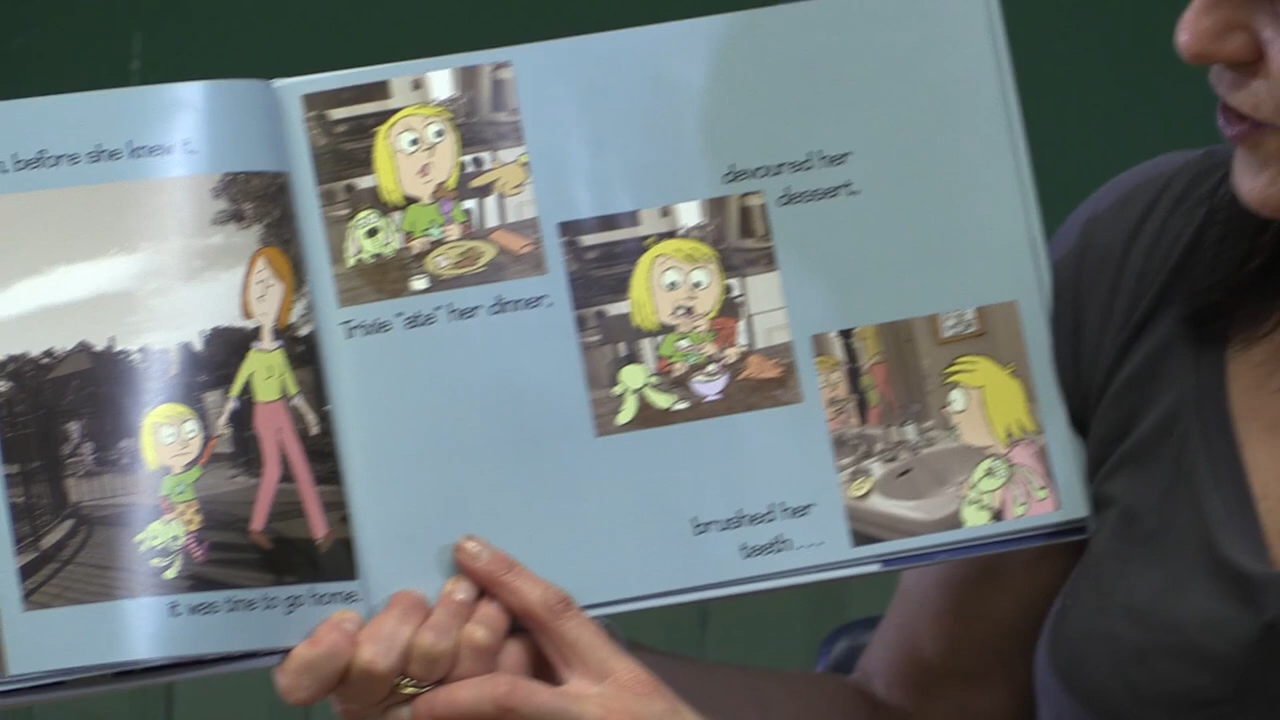 before she knew it.
it was time to go home.
Trixie "ate" her dinner,
devoured her
dessert,
brushed her
teeth . . .